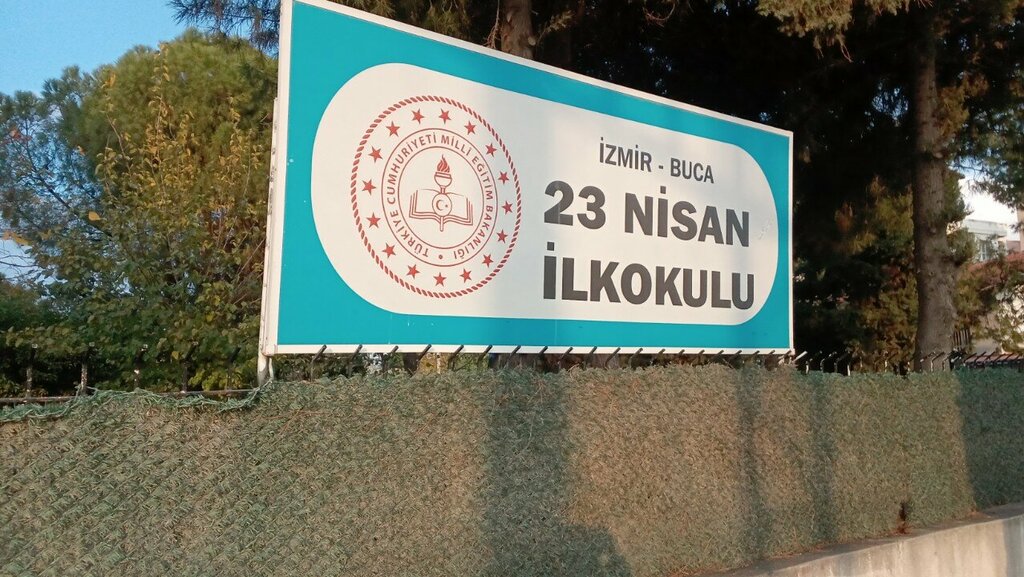 TÜRKİYE CUMHURİYETİ MİLLİ EĞİTİM BAKANLIĞI
İZMİR - BUCA
23 NİSAN
İLKOKULU